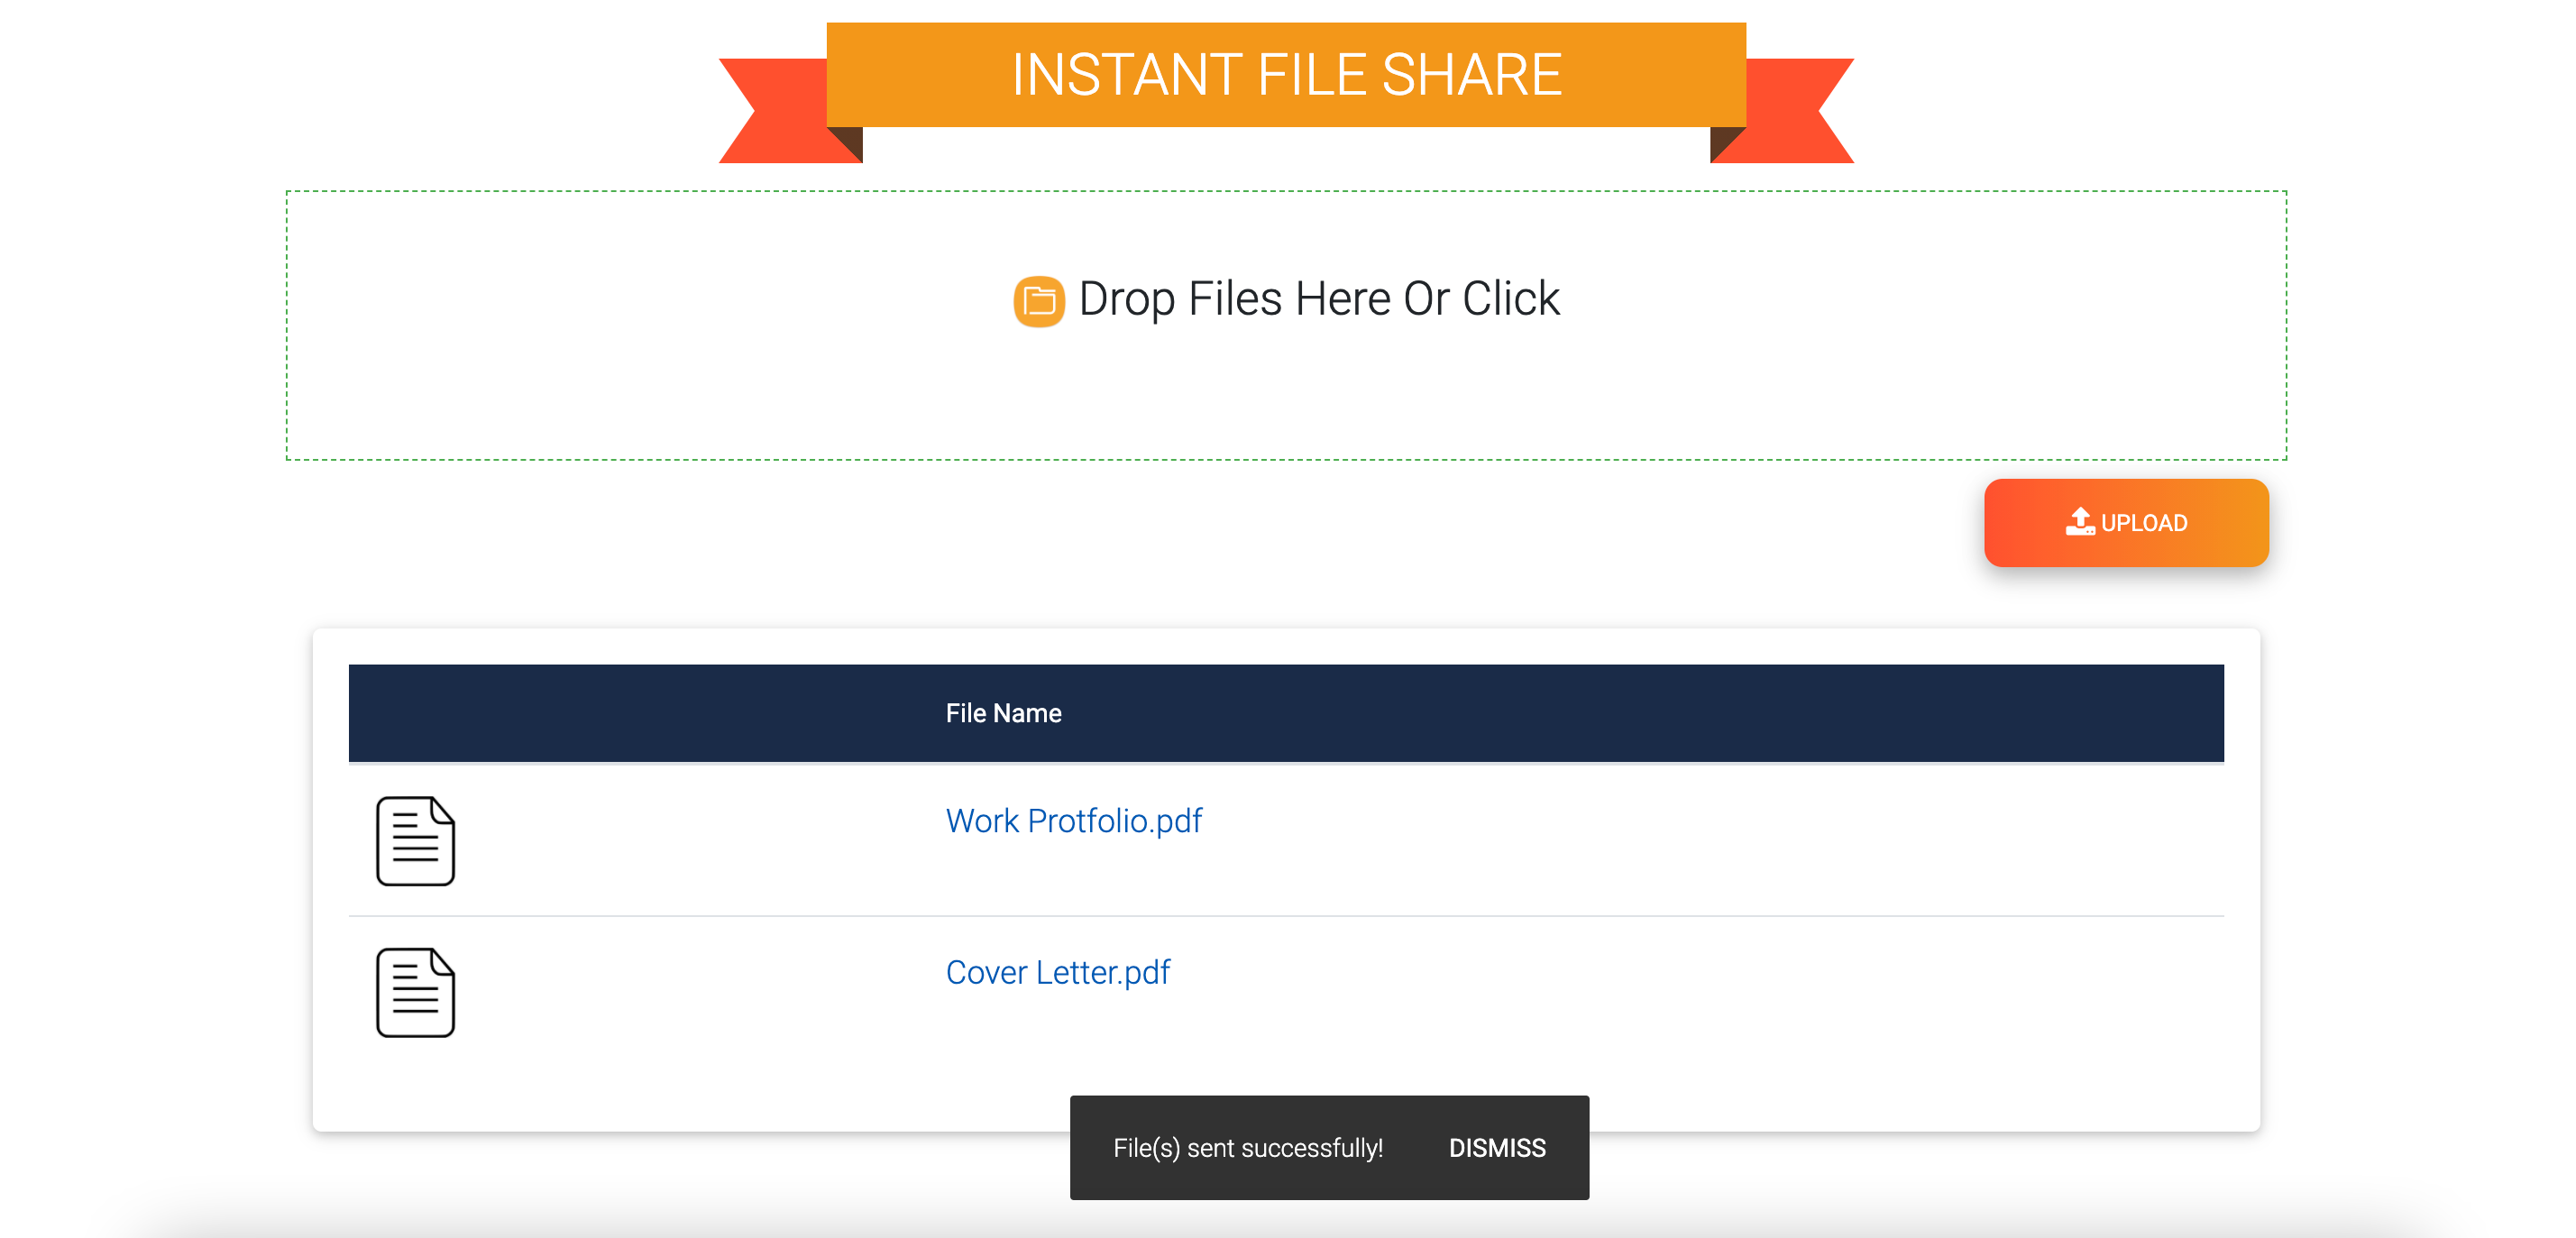 INSTANT FILE SHARE
Drop Files Here Or Click
UPLOAD
File Name
Work Protfolio.pdf
Cover Letter.pdf
File(s) sent successfully! DISMISS